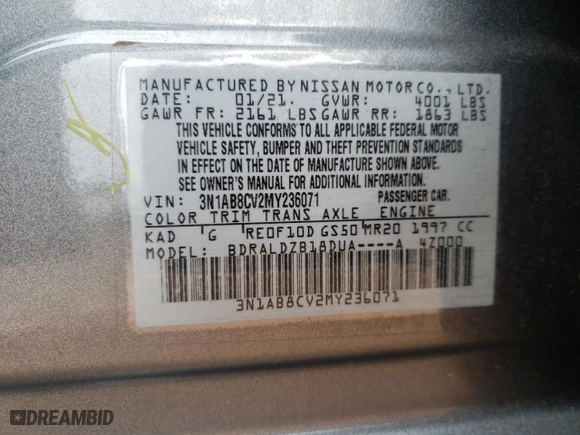 MANUFACTURED BY NISSAN MOTOR CO., LTD.
DATE: 01/21. GVWR: 4001 LBS
GAWR FR: 2161 LBS GAWR RR: 1863 LBS
THIS VEHICLE CONFORMS TO ALL APPLICABLE FEDERAL MOTOR
VEHICLE SAFETY, BUMPER AND THEFT PREVENTION STANDARDS
IN EFFECT ON THE DATE OF MANUFACTURE SHOWN ABOVE.
SEE OWNER'S MANUAL FOR ADDITIONAL INFORMATION.
VIN: 3N1AB8CV2MY236071 PASSENGER CAR.
COLOR TRIM TRANS AXLE ENGINE
KAD G RE0F10D GS50 MR20 1997 CC
MODEL: BDRALDZB18DUA----A 4Z000
3N1AB8CV2MY236071
DREAMBID